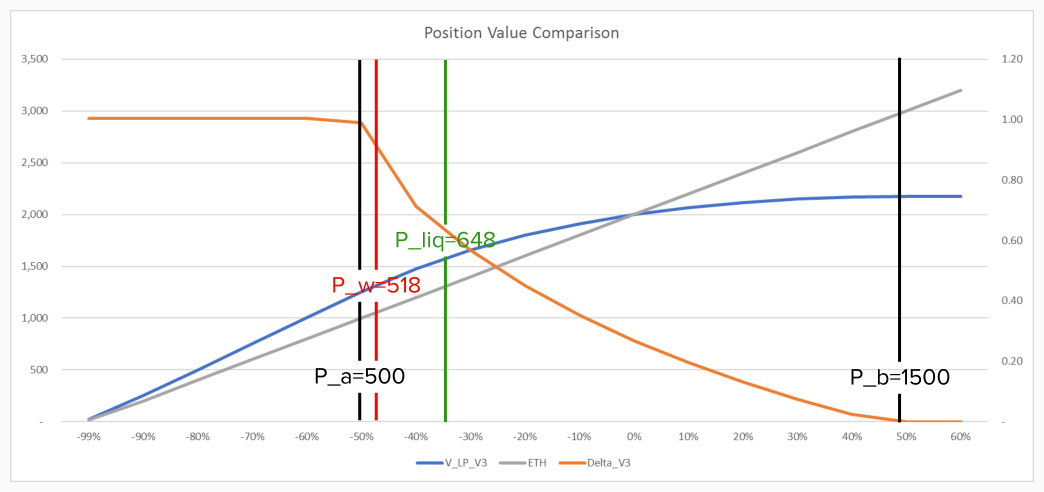 Position Value Comparison
3,500
3,000
2,500
2,000
1,500
1,000
500
-
1.20
1.00
0.80
0.60
0.40
0.20
-
P_liq=648
P_w=518
P_a=500
P_b=1500
-99% -90% -80% -70% -60% -50% -40% -30% -20% -10% 0% 10% 20% 30% 40% 50% 60%
V_LP_V3 ETH Delta_V3